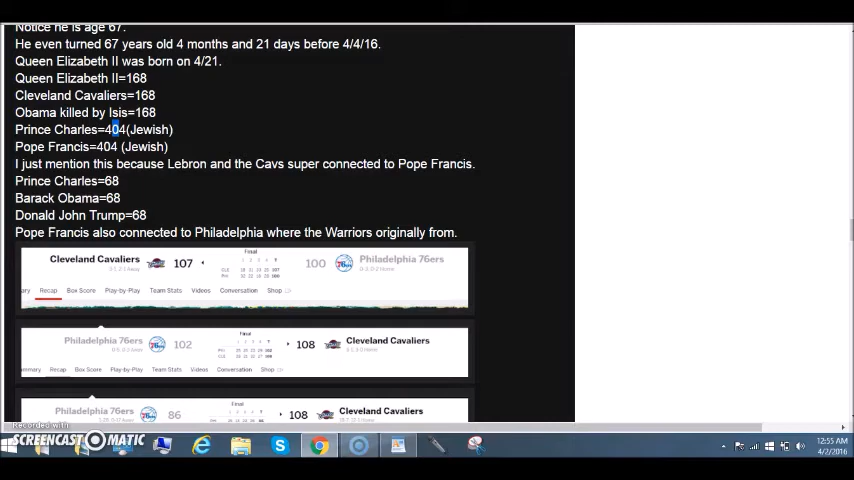 Notice he is age 67.
He even turned 67 years old 4 months and 21 days before 4/4/16.
Queen Elizabeth II was born on 4/21.
Queen Elizabeth II=168
Cleveland Cavaliers=168
Obama killed by Isis=168
Prince Charles=404(Jewish)
Pope Francis=404 (Jewish)
I just mention this because Lebron and the Cavs super connected to Pope Francis.
Prince Charles=68
Barack Obama=68
Donald John Trump=68
Pope Francis also connected to Philadelphia where the Warriors originally from.
Final
Cleveland Cavaliers 107 100 Philadelphia 76ers
Recap Box Score Play-by-Play Team Stats Videos Conversation Shop
Final
Philadelphia 76ers 102 108 Cleveland Cavaliers
Recap Box Score Play-by-Play Team Stats Videos Conversation Shop
Final
Philadelphia 76ers 86 108 Cleveland Cavaliers
Recorded with
SCREENCAST MATIC
12:55 AM
4/2/2016